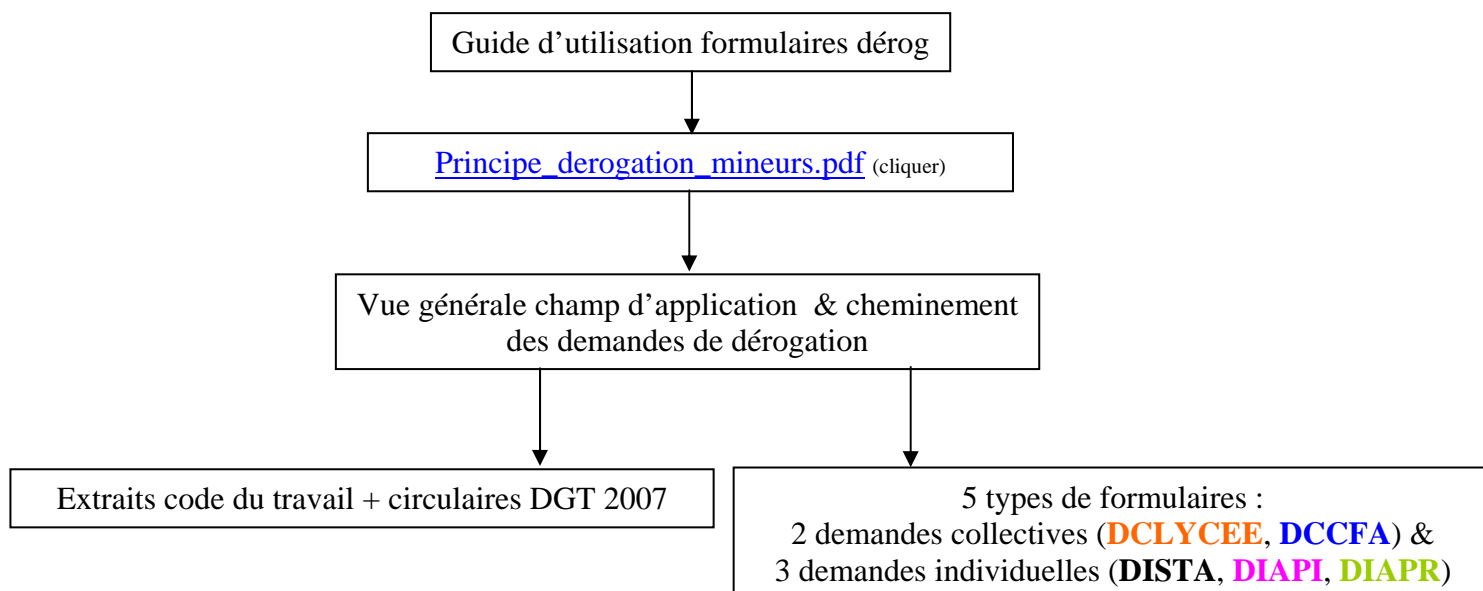 Guide d’utilisation formulaires dérog
Principe_derogation_mineurs.pdf (cliquer)
Vue générale champ d’application & cheminement
des demandes de dérogation
Extraits code du travail + circulaires DGT 2007
5 types de formulaires :
2 demandes collectives (DCLYCEE, DCCFA) &
3 demandes individuelles (DISTA, DIAPI, DIAPR)